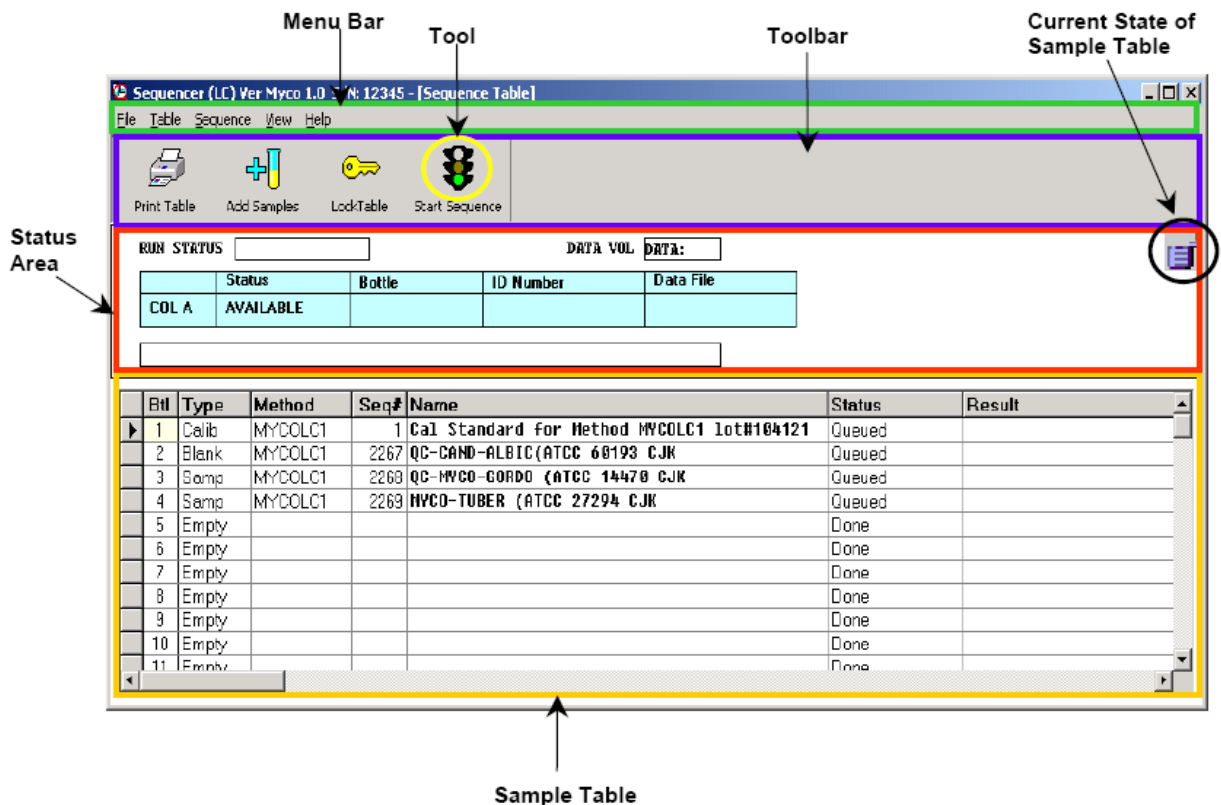 Menu Bar
Tool
Toolbar
Current State of
Sample Table
Sequencer (LC) Ver Myco 1.0 S/N: 12345 - [Sequence Table]
File Table Sequence View Help
Print Table Add Samples LockTable Start Sequence
Status
Area
RUN STATUS DATA VOL DATA:
Status Bottle ID Number Data File
COL A AVAILABLE
Btl Type Method Seq# Name Status Result
1 Calib MYCOLC1 1 Cal Standard for Method MYCOLC1 lot#104121 Queued
2 Blank MYCOLC1 2267 QC-CAND-ALBIC(ATCC 60193 CJK Queued
3 Samp MYCOLC1 2268 QC-MYCO-GORDO (ATCC 14470 CJK Queued
4 Samp MYCOLC1 2269 MYCO-TUBER (ATCC 27294 CJK Queued
5 Empty Done
6 Empty Done
7 Empty Done
8 Empty Done
9 Empty Done
10 Empty Done
11 Empty Done
Sample Table